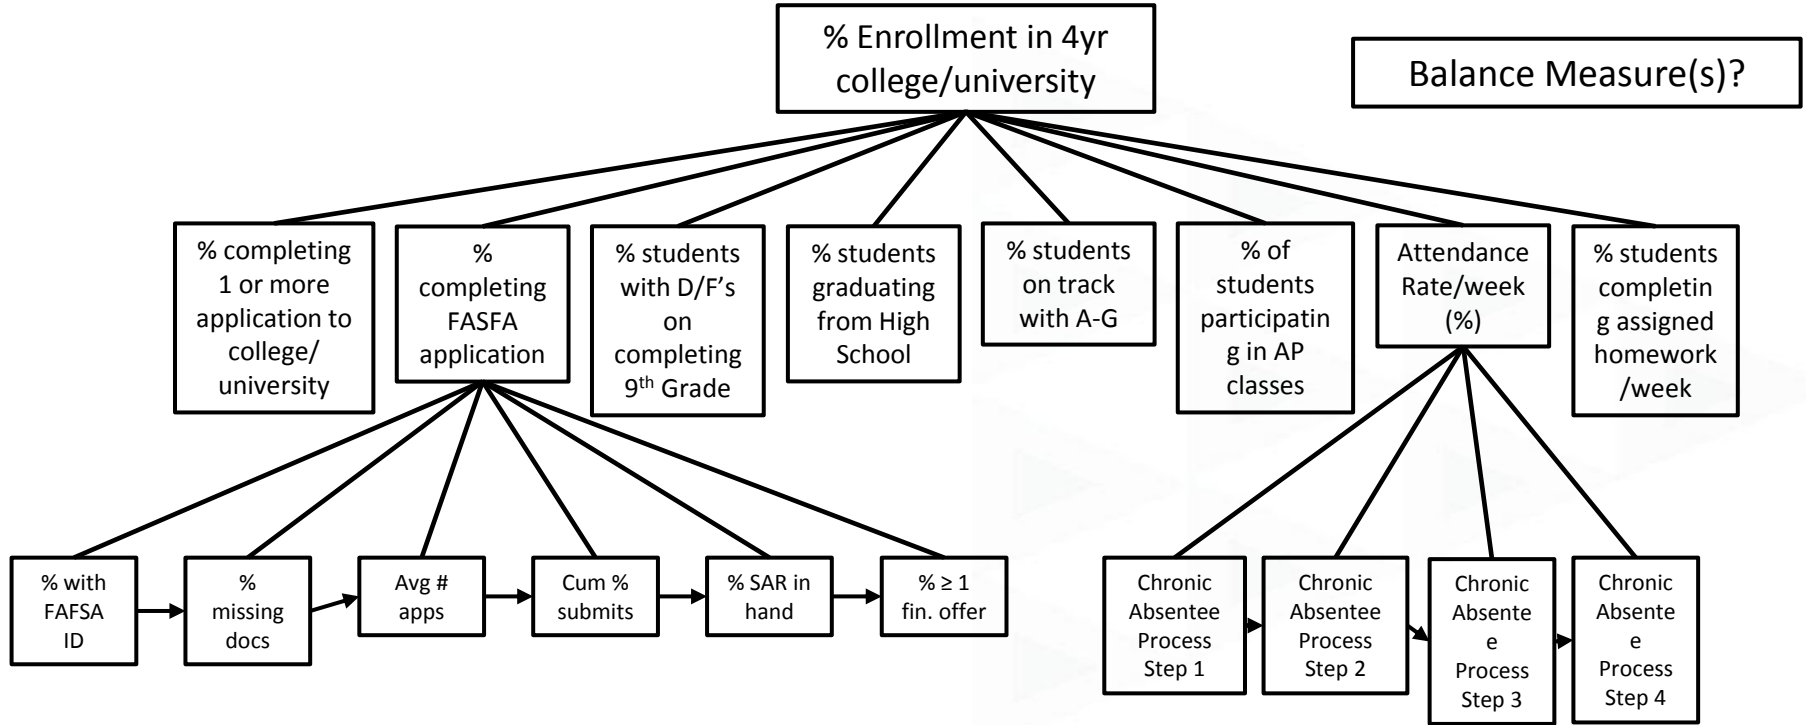 % Enrollment in 4yr
college/university
Balance Measure(s)?
% completing
1 or more
application to
college/
university
%
completing
FASFA
application
% students
with D/F’s
on
completing
9th Grade
% students
graduating
from High
School
% students
on track
with A-G
% of
students
participatin
g in AP
classes
Attendance
Rate/week
(%)
% students
completin
g assigned
homework
/week
% with
FAFSA
ID
%
missing
docs
Avg #
apps
Cum %
submits
% SAR in
hand
% ≥ 1
fin. offer
Chronic
Absentee
Process
Step 1
Chronic
Absentee
Process
Step 2
Chronic
Absente
e
Process
Step 3
Chronic
Absente
e
Process
Step 4